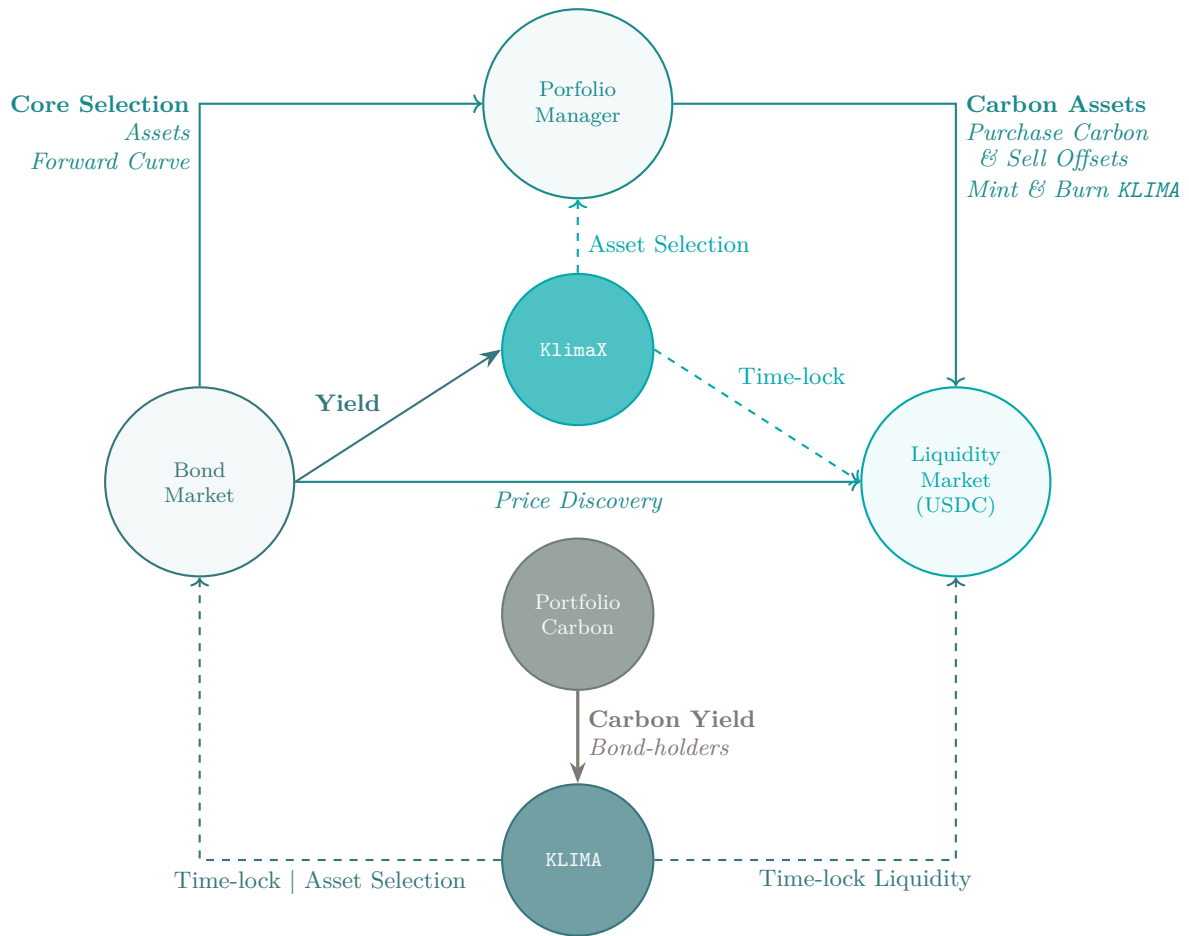 Porfolio
Manager
Core Selection
Assets
Forward Curve
Carbon Assets
Purchase Carbon
& Sell Offsets
Mint & Burn KLIMA
Asset Selection
KlimaX
Time-lock
Yield
Bond
Market
Liquidity
Market
(USDC)
Price Discovery
Portfolio
Carbon
Carbon Yield
Bond-holders
KLIMA
Time-lock | Asset Selection
Time-lock Liquidity